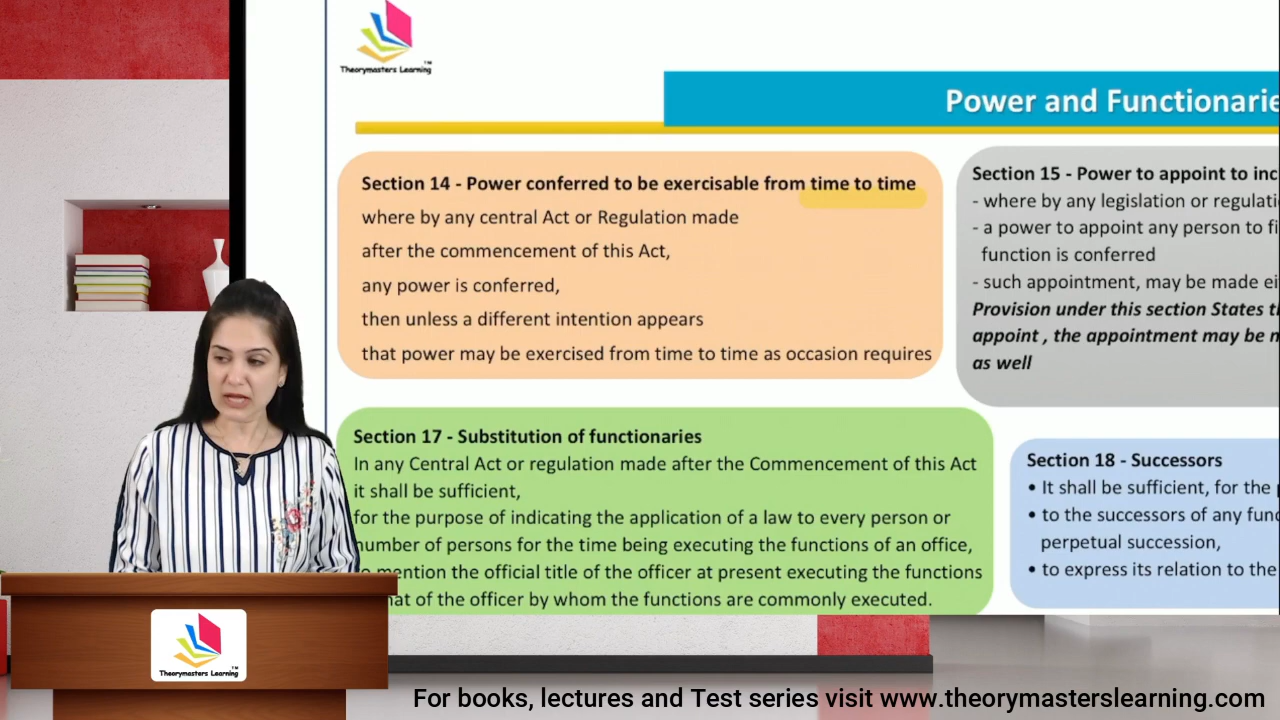 Theorymasters Learning™
Power and Functionarie
Section 14 - Power conferred to be exercisable from time to time
where by any central Act or Regulation made
after the commencement of this Act,
any power is conferred,
then unless a different intention appears
that power may be exercised from time to time as occasion requires
Section 15 - Power to appoint to inc
- where by any legislation or regulati
- a power to appoint any person to fi
function is conferred
- such appointment, may be made ei
Provision under this section States t
appoint , the appointment may be m
as well
Section 17 - Substitution of functionaries
In any Central Act or regulation made after the Commencement of this Act
it shall be sufficient,
for the purpose of indicating the application of a law to every person or
number of persons for the time being executing the functions of an office,
mention the official title of the officer at present executing the functions
of the officer by whom the functions are commonly executed.
Section 18 - Successors
• It shall be sufficient, for the
• to the successors of any func
perpetual succession,
• to express its relation to the
Theorymasters Learning™
For books, lectures and Test series visit www.theorymasterslearning.com